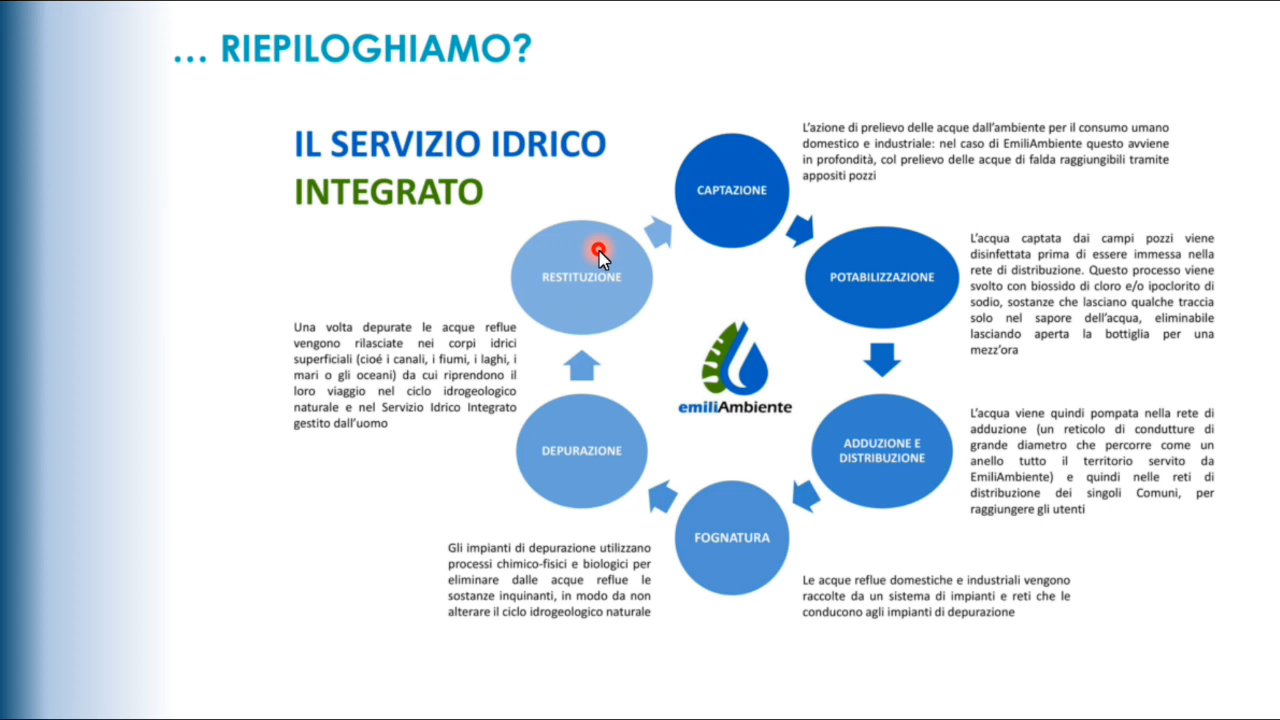 ... RIEPILOGHIAMO?
IL SERVIZIO IDRICO
INTEGRATO
CAPTAZIONE
L'azione di prelievo delle acque dall'ambiente per il consumo umano
domestico e industriale: nel caso di EmiliAmbiente questo avviene
in profondità, col prelievo delle acque di falda raggiungibili tramite
appositi pozzi
POTABILIZZAZIONE
L'acqua captata dai campi pozzi viene
disinfettata prima di essere immessa nella
rete di distribuzione. Questo processo viene
svolto con biossido di cloro e/o ipoclorito di
sodio, sostanze che lasciano qualche traccia
solo nel sapore dell'acqua, eliminabile
lasciando aperta la bottiglia per una
mezz'ora
ADDUZIONE E
DISTRIBUZIONE
L'acqua viene quindi pompata nella rete di
adduzione (un reticolo di condutture di
grande diametro che percorre come un
anello tutto il territorio servito da
EmiliAmbiente) e quindi nelle reti di
distribuzione dei singoli Comuni, per
raggiungere gli utenti
FOGNATURA
Le acque reflue domestiche e industriali vengono
raccolte da un sistema di impianti e reti che le
conducono agli impianti di depurazione
DEPURAZIONE
Gli impianti di depurazione utilizzano
processi chimico-fisici e biologici per
eliminare dalle acque reflue le
sostanze inquinanti, in modo da non
alterare il ciclo idrogeologico naturale
RESTITUZIONE
Una volta depurate le acque reflue
vengono rilasciate nei corpi idrici
superficiali (cioé i canali, i fiumi, i laghi, i
mari o gli oceani) da cui riprendono il
loro viaggio nel ciclo idrogeologico
naturale e nel Servizio Idrico Integrato
gestito dall'uomo
emiliAmbiente